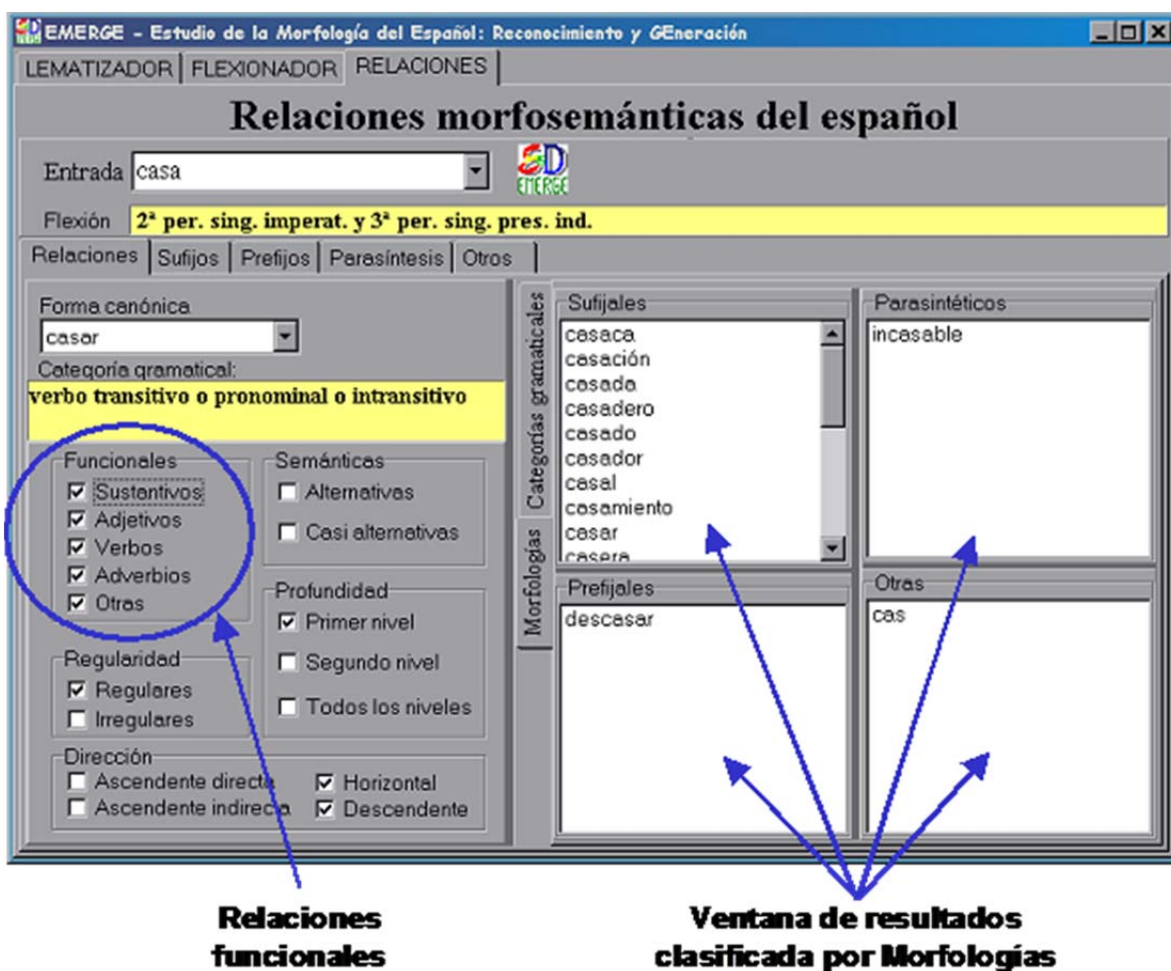 EMERGE - Estudio de la Morfología del Español: Reconocimiento y GEneración
LEMATIZADOR FLEXIONADOR RELACIONES
Relaciones morfosemánticas del español
Entrada casa
EMERGE
Flexión 2ª per. sing. imperat. y 3ª per. sing. pres. ind.
Relaciones Sufijos Prefijos Parasíntesis Otros
Forma canónica
casar
Categoría gramatical:
verbo transitivo o pronominal o intransitivo
Funcionales
Sustantivos
Adjetivos
Verbos
Adverbios
Otras
Semánticas
Alternativas
Casi alternativas
Profundidad
Primer nivel
Segundo nivel
Todos los niveles
Regularidad
Regulares
Irregulares
Dirección
Ascendente directa
Ascendente indirecta
Horizontal
Descendente
Categorías gramaticales
Morfologías
Sufijales
casaca
casación
casada
casadero
casado
casador
casal
casamiento
casar
casera
Parasintéticos
incasable
Prefijales
descasar
Otras
cas
Relaciones
funcionales
Ventana de resultados
clasificada por Morfologías